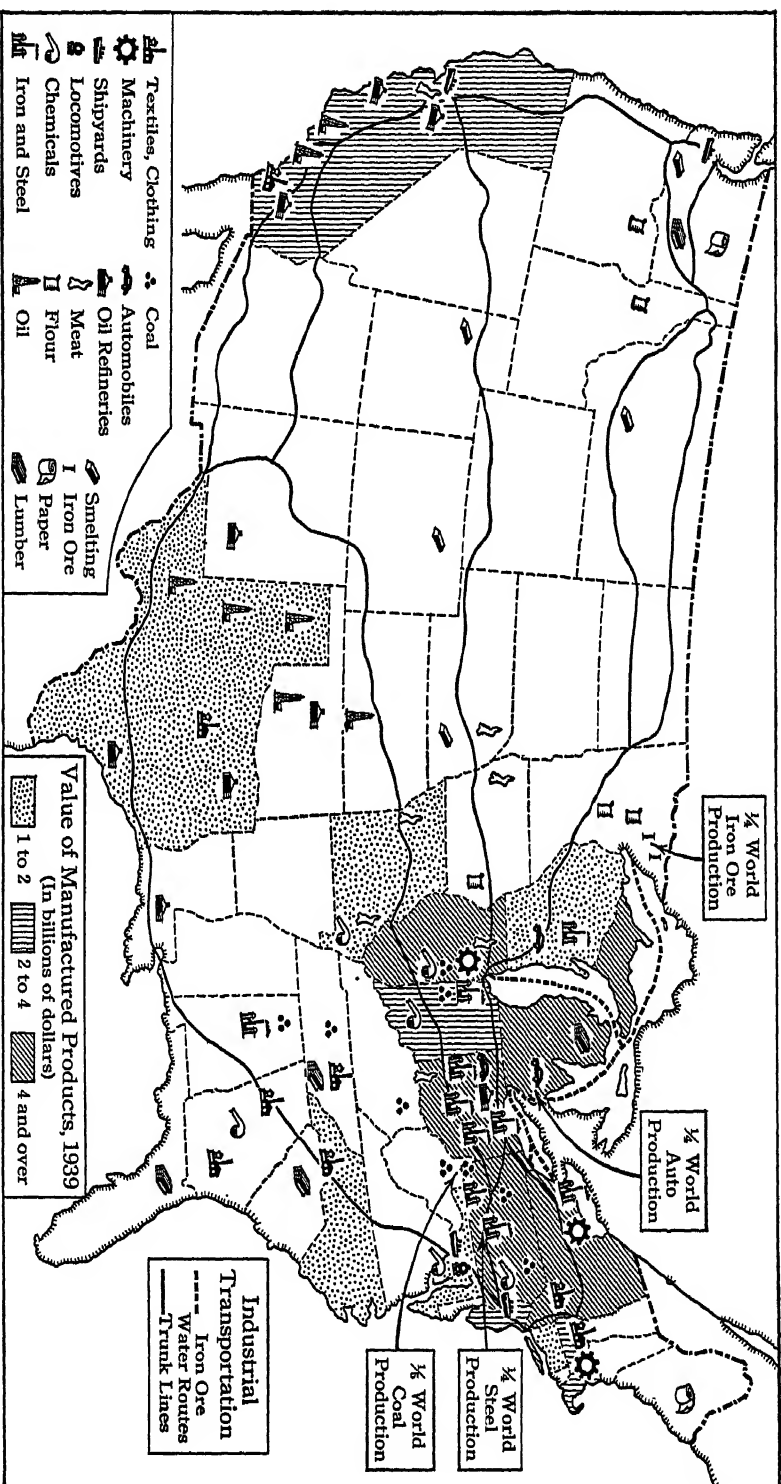 ¼ World
Iron Ore
Production
¼ World
Auto
Production
¼ World
Steel
Production
⅙ World
Coal
Production
Industrial
Transportation
Iron Ore
Water Routes
Trunk Lines
Textiles, Clothing
Machinery
Shipyards
Locomotives
Chemicals
Iron and Steel
Coal
Automobiles
Oil Refineries
Meat
Flour
Oil
Smelting
Iron Ore
Paper
Lumber
Value of Manufactured Products, 1939
(In billions of dollars)
1 to 2 2 to 4 4 and over